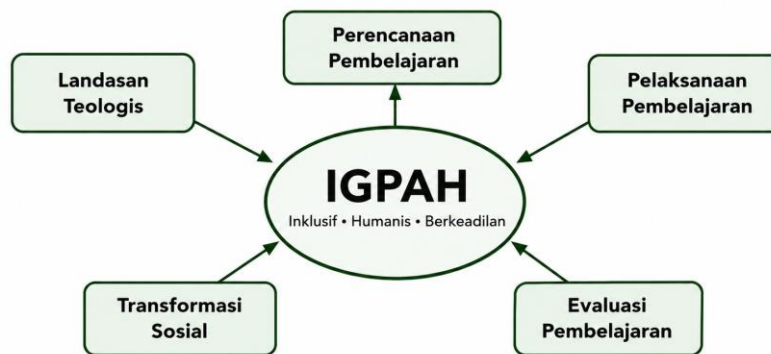 Perencanaan
Pembelajaran
Landasan
Teologis
Pelaksanaan
Pembelajaran
IGPAH
Inklusif • Humanis • Berkeadilan
Transformasi
Sosial
Evaluasi
Pembelajaran